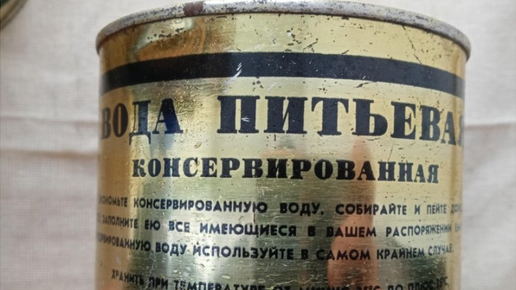 ВОДА ПИТЬЕВАЯ
КОНСЕРВИРОВАННАЯ
КОНСЕРВИРОВАННУЮ ВОДУ, СОБИРАЙТЕ И ПЕЙТЕ
ЗАПОЛНИТЕ ЕЮ ВСЕ ИМЕЮЩИЕСЯ В ВАШЕМ РАСПОРЯЖЕНИИ
ВОДУ ИСПОЛЬЗУЙТЕ В САМОМ КРАЙНЕМ СЛУЧАЕ.
ХРАНИТЬ ПРИ ТЕМПЕРАТУРЕ ОТ